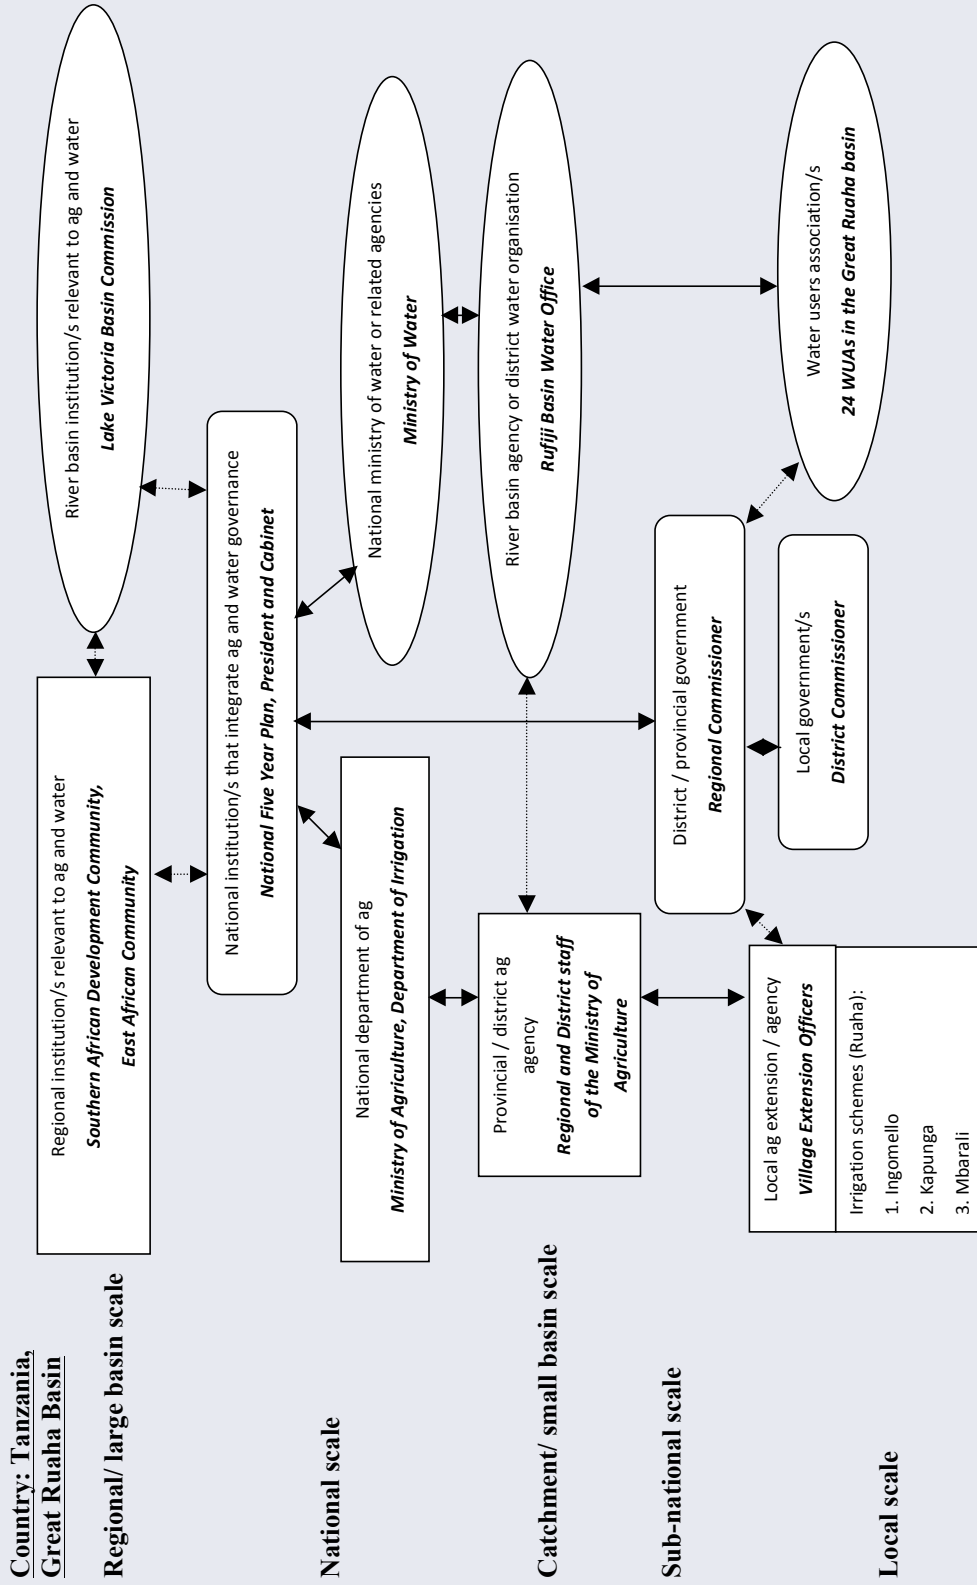 Country: Tanzania,
Great Ruaha Basin
Regional/ large basin scale
Regional institution/s relevant to ag and water
Southern African Development Community,
East African Community
River basin institution/s relevant to ag and water
Lake Victoria Basin Commission
National institution/s that integrate ag and water governance
National Five Year Plan, President and Cabinet
National scale
National department of ag
Ministry of Agriculture, Department of Irrigation
National ministry of water or related agencies
Ministry of Water
Catchment/ small basin scale
Provincial / district ag
agency
Regional and District staff
of the Ministry of
Agriculture
River basin agency or district water organisation
Rufiji Basin Water Office
Sub-national scale
District / provincial government
Regional Commissioner
Local scale
Local ag extension / agency
Village Extension Officers
Irrigation schemes (Ruaha):
1. Ingomello
2. Kapunga
3. Mbarali
Local government/s
District Commissioner
Water users association/s
24 WUAs in the Great Ruaha basin